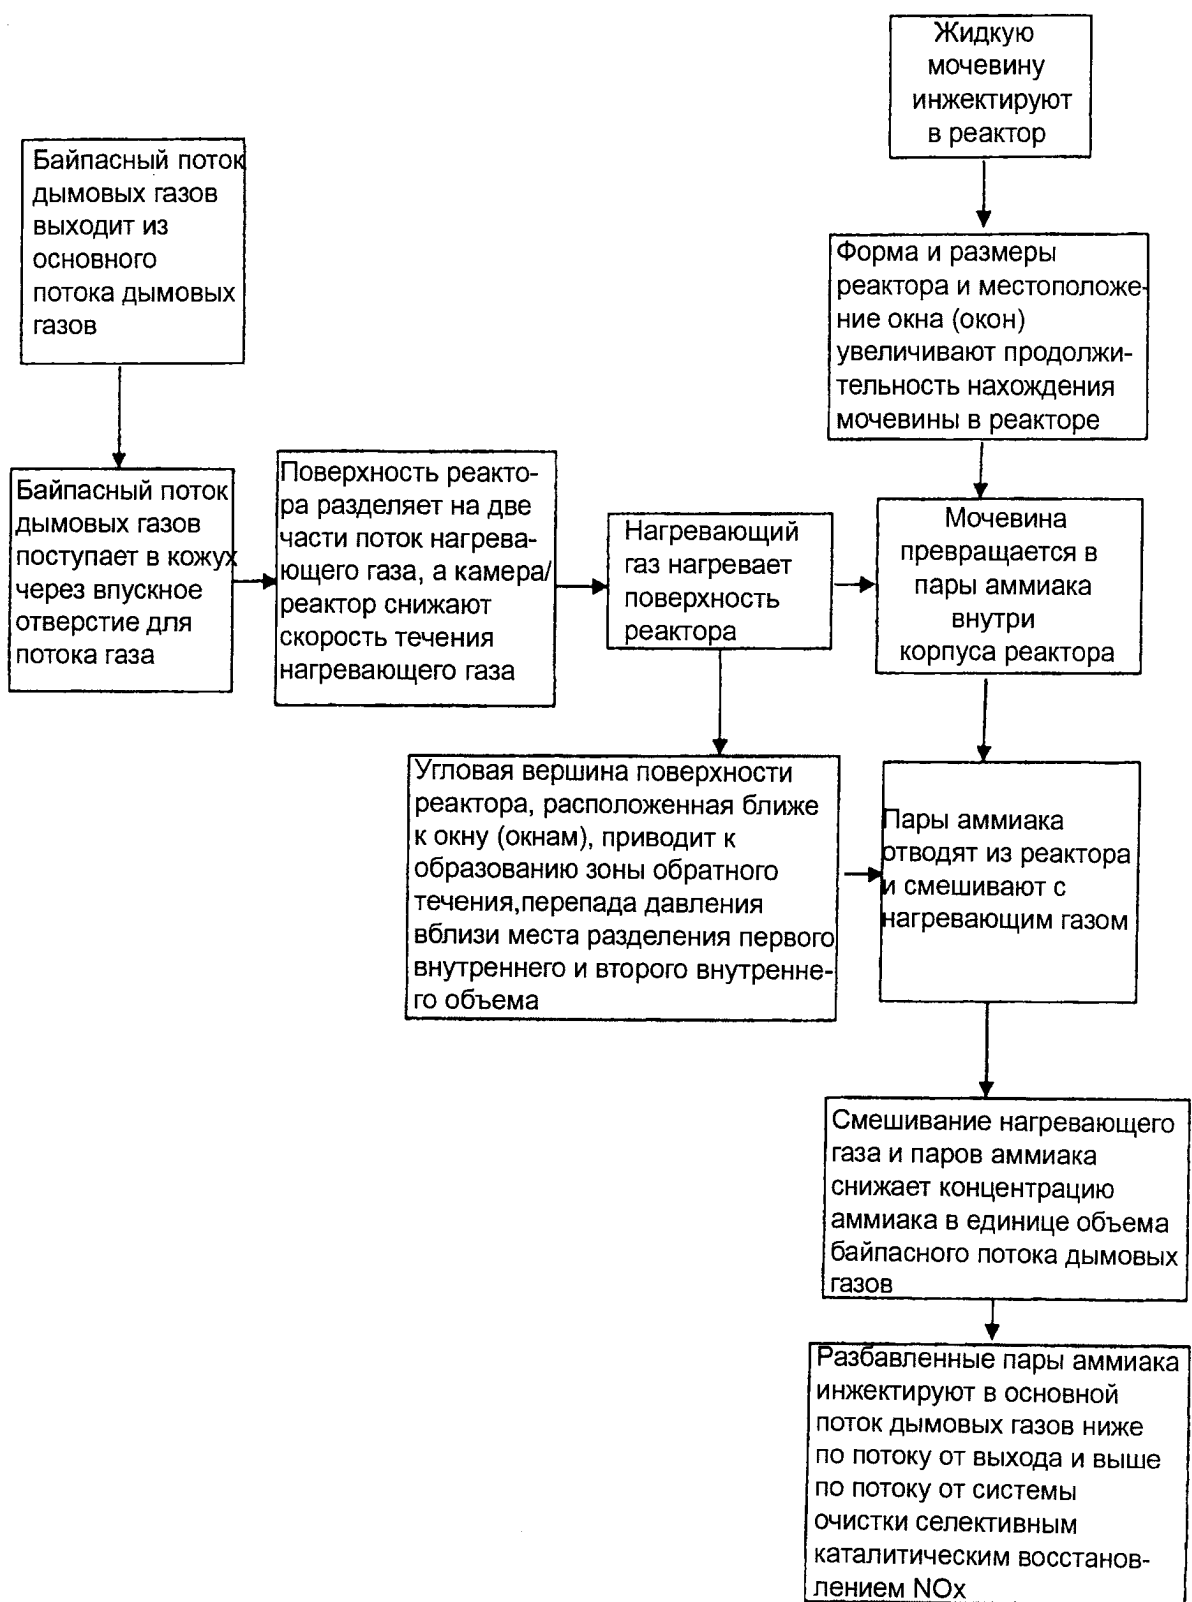 Жидкую
мочевину
инжектируют
в реактор
Байпасный поток
дымовых газов
выходит из
основного
потока дымовых
газов
Форма и размеры
реактора и местоположе-
ние окна (окон)
увеличивают продолжи-
тельность нахождения
мочевины в реакторе
Байпасный поток
дымовых газов
поступает в кожух
через впускное
отверстие для
потока газа
Поверхность реакто-
ра разделяет на две
части поток нагрева-
ющего газа, а камера/
реактор снижают
скорость течения
нагревающего газа
Нагревающий
газ нагревает
поверхность
реактора
Мочевина
превращается в
пары аммиака
внутри
корпуса реактора
Угловая вершина поверхности
реактора, расположенная ближе
к окну (окнам), приводит к
образованию зоны обратного
течения,перепада давления
вблизи места разделения первого
внутреннего и второго внутренне-
го объема
Пары аммиака
отводят из реактора
и смешивают с
нагревающим газом
Смешивание нагревающего
газа и паров аммиака
снижает концентрацию
аммиака в единице объема
байпасного потока дымовых
газов
Разбавленные пары аммиака
инжектируют в основной
поток дымовых газов ниже
по потоку от выхода и выше
по потоку от системы
очистки селективным
каталитическим восстанов-
лением NOx